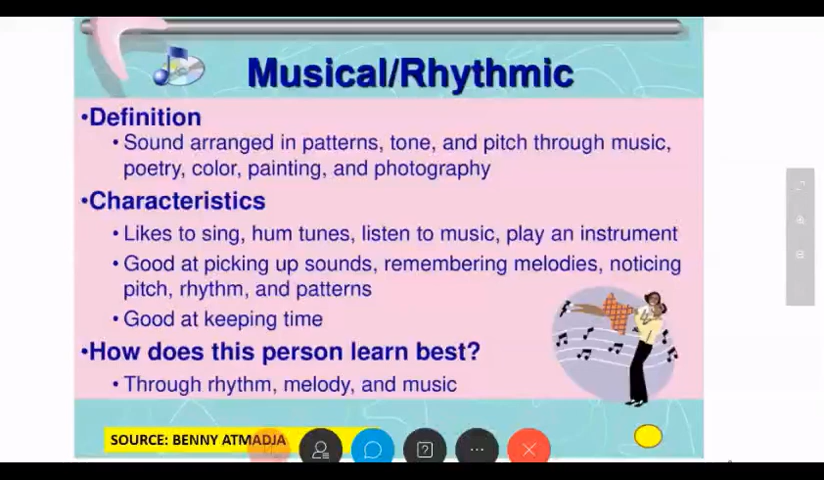 Musical/Rhythmic
•Definition
•Sound arranged in patterns, tone, and pitch through music,
poetry, color, painting, and photography
•Characteristics
•Likes to sing, hum tunes, listen to music, play an instrument
•Good at picking up sounds, remembering melodies, noticing
pitch, rhythm, and patterns
•Good at keeping time
•How does this person learn best?
•Through rhythm, melody, and music
SOURCE: BENNY ATMADJA